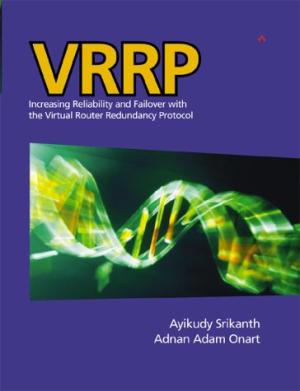 VRRP
Increasing Reliability and Failover with
the Virtual Router Redundancy Protocol
Ayikudy Srikanth
Adnan Adam Onart